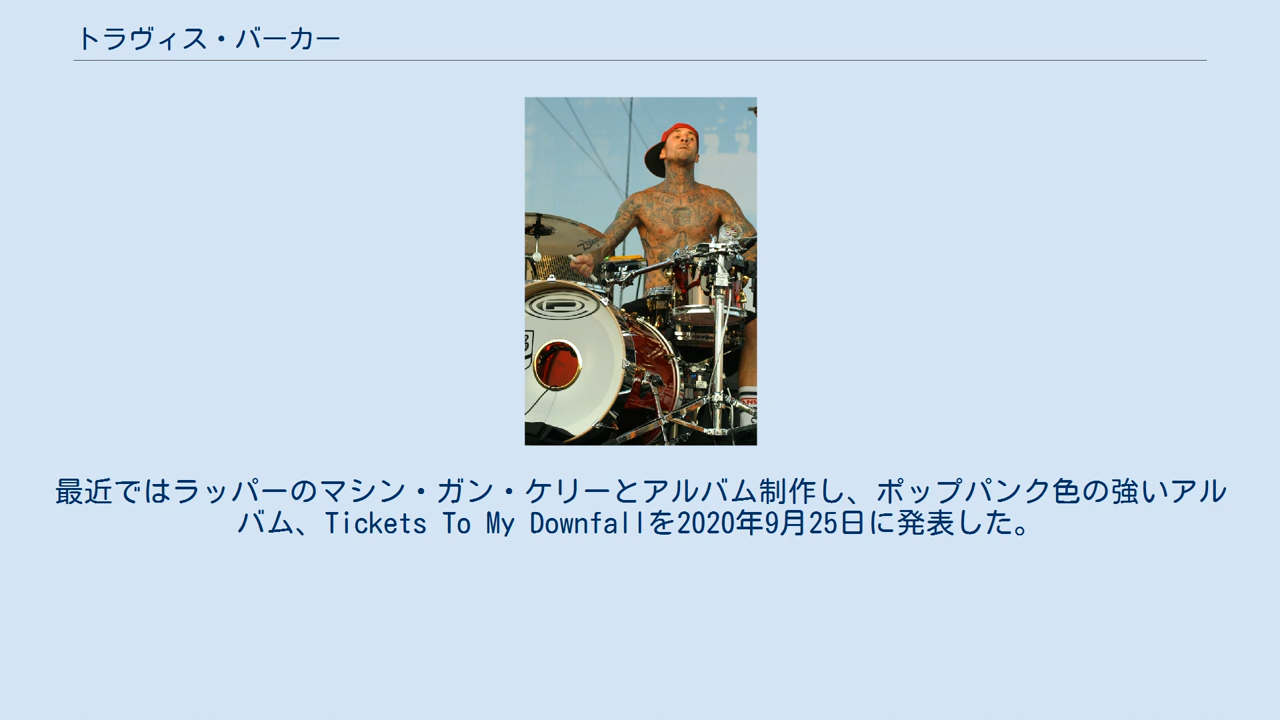 トラヴィス・バーカー
最近ではラッパーのマシン・ガン・ケリーとアルバム制作し、ポップパンク色の強いアル
バム、Tickets To My Downfallを2020年9月25日に発表した。